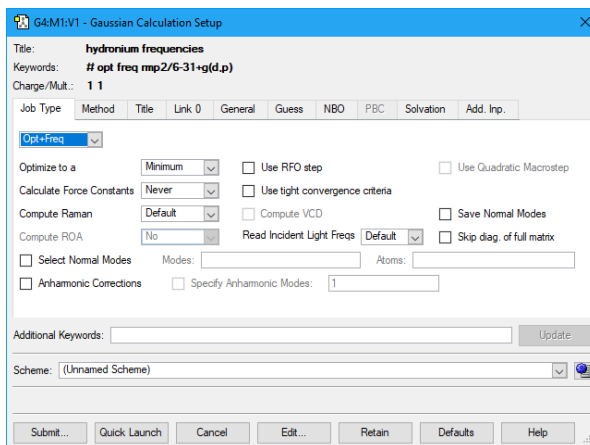 G4:M1:V1 - Gaussian Calculation Setup
Title: hydronium frequencies
Keywords: # opt freq rmp2/6-31+g(d,p)
Charge/Mult.: 1 1
Job Type Method Title Link 0 General Guess NBO PBC Solvation Add. Inp.
Opt+Freq
Optimize to a Minimum Use RFO step Use Quadratic Macrostep
Calculate Force Constants Never Use tight convergence criteria
Compute Raman Default Compute VCD Save Normal Modes
Compute ROA No Read Incident Light Freqs Default Skip diag. of full matrix
Select Normal Modes Modes: Atoms:
Anharmonic Corrections Specify Anharmonic Modes: 1
Additional Keywords: Update
Scheme: (Unnamed Scheme)
Submit... Quick Launch Cancel Edit... Retain Defaults Help